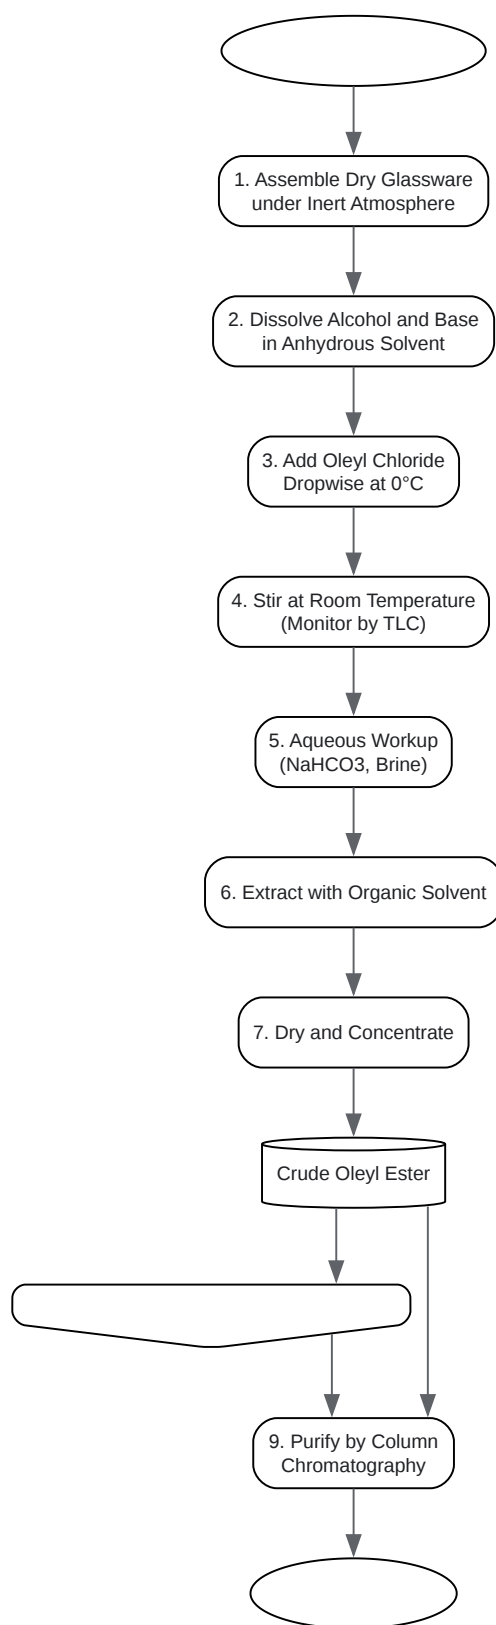 1. Assemble Dry Glassware
under Inert Atmosphere
2. Dissolve Alcohol and Base
in Anhydrous Solvent
3. Add Oleyl Chloride
Dropwise at 0°C
4. Stir at Room Temperature
(Monitor by TLC)
5. Aqueous Workup
(NaHCO3, Brine)
6. Extract with Organic Solvent
7. Dry and Concentrate
Crude Oleyl Ester
9. Purify by Column
Chromatography